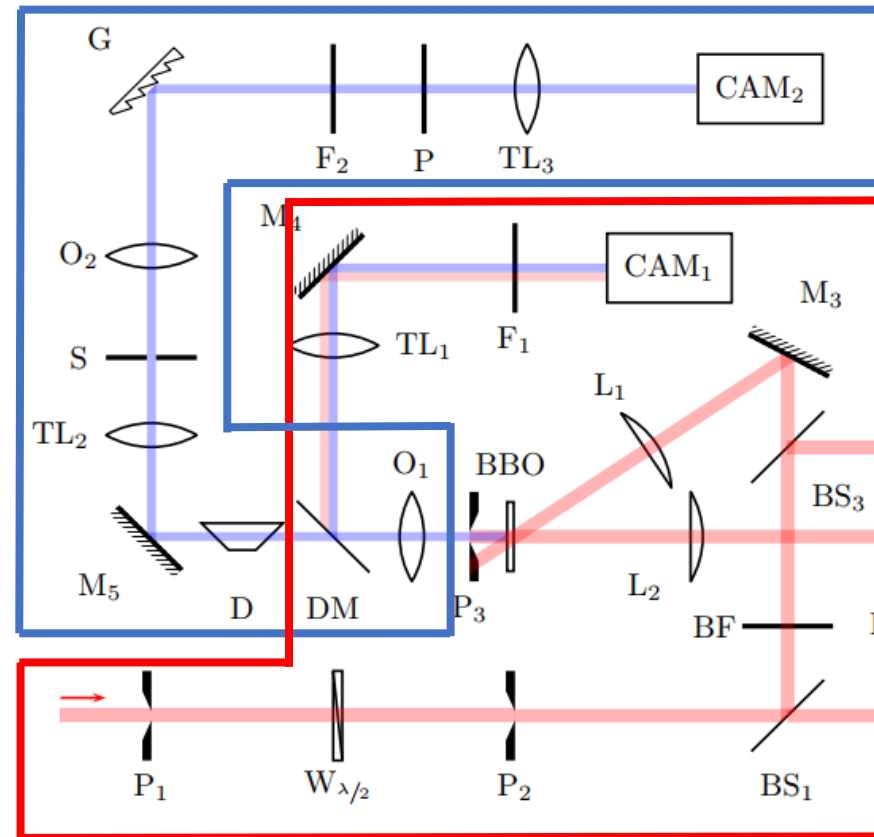 G
F₂
P
TL₃
CAM₂
O₂
M₄
CAM₁
M₃
S
TL₁
F₁
TL₂
L₁
O₁
BBO
BS₃
M₅
D
DM
P₃
L₂
BF
P₁
W_λ/2
P₂
BS₁